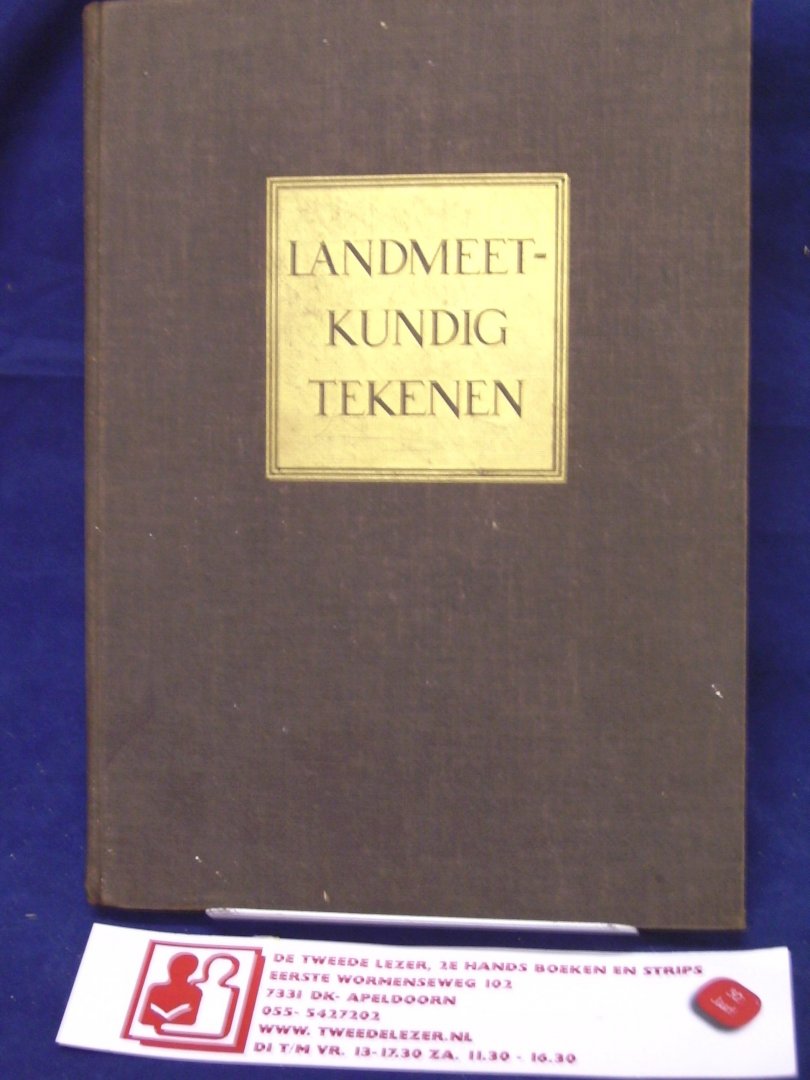 LANDMEET-
KUNDIG
TEKENEN
DE TWEEDE LEZER, 2E HANDS BOEKEN EN STRIPS
EERSTE WORMENSEWEG 102
7331 DK- APELDOORN
055- 5427202
WWW. TWEEDELEZER.NL
DI T/M VR. 13-17.30 ZA. 11.30 - 16.30